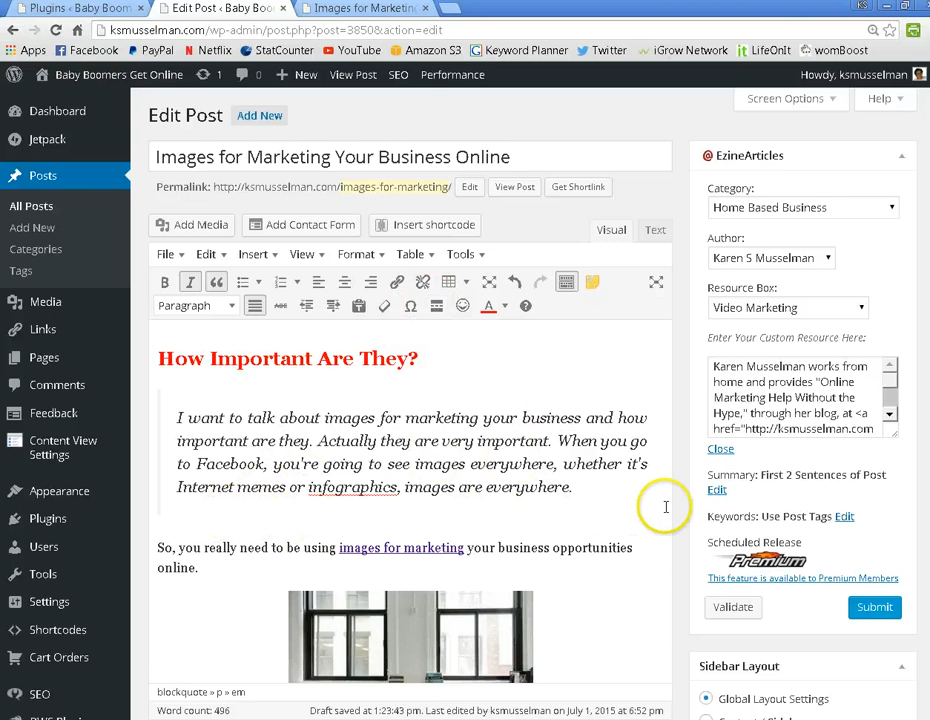 Plugins ‹ Baby Boom
Edit Post ‹ Baby Boo
Images for Marketing
KS
ksmusselman.com/wp-admin/post.php?post=3850&action=edit
Apps Facebook PayPal Netflix StatCounter YouTube Amazon S3 Keyword Planner Twitter iGrow Network LifeOnIt womBoost
Baby Boomers Get Online 1 0 New View Post SEO Performance Howdy, ksmusselman
Dashboard
Jetpack
Posts
All Posts
Add New
Categories
Tags
Media
Links
Pages
Comments
Feedback
Content View
Settings
Appearance
Plugins
Users
Tools
Settings
Shortcodes
Cart Orders
SEO
Screen Options Help
Edit Post Add New
Images for Marketing Your Business Online
Permalink: http://ksmusselman.com/images-for-marketing/ Edit View Post Get Shortlink
Add Media Add Contact Form Insert shortcode
Visual Text
File Edit Insert View Format Table Tools
B I
Paragraph ABC A
How Important Are They?
I want to talk about images for marketing your business and how
important are they. Actually they are very important. When you go
to Facebook, you're going to see images everywhere, whether it's
Internet memes or infographics, images are everywhere.
So, you really need to be using images for marketing your business opportunities
online.
blockquote » p » em
Word count: 496 Draft saved at 1:23:43 pm. Last edited by ksmusselman on July 1, 2015 at 6:52 pm
EzineArticles
Category:
Home Based Business
Author:
Karen S Musselman
Resource Box:
Video Marketing
Enter Your Custom Resource Here:
Karen Musselman works from
home and provides "Online
Marketing Help Without the
Hype," through her blog, at <a
href="http://ksmusselman.com
Close
Summary: First 2 Sentences of Post
Edit
Keywords: Use Post Tags Edit
Scheduled Release
Premium
This feature is available to Premium Members
Validate Submit
Sidebar Layout
Global Layout Settings